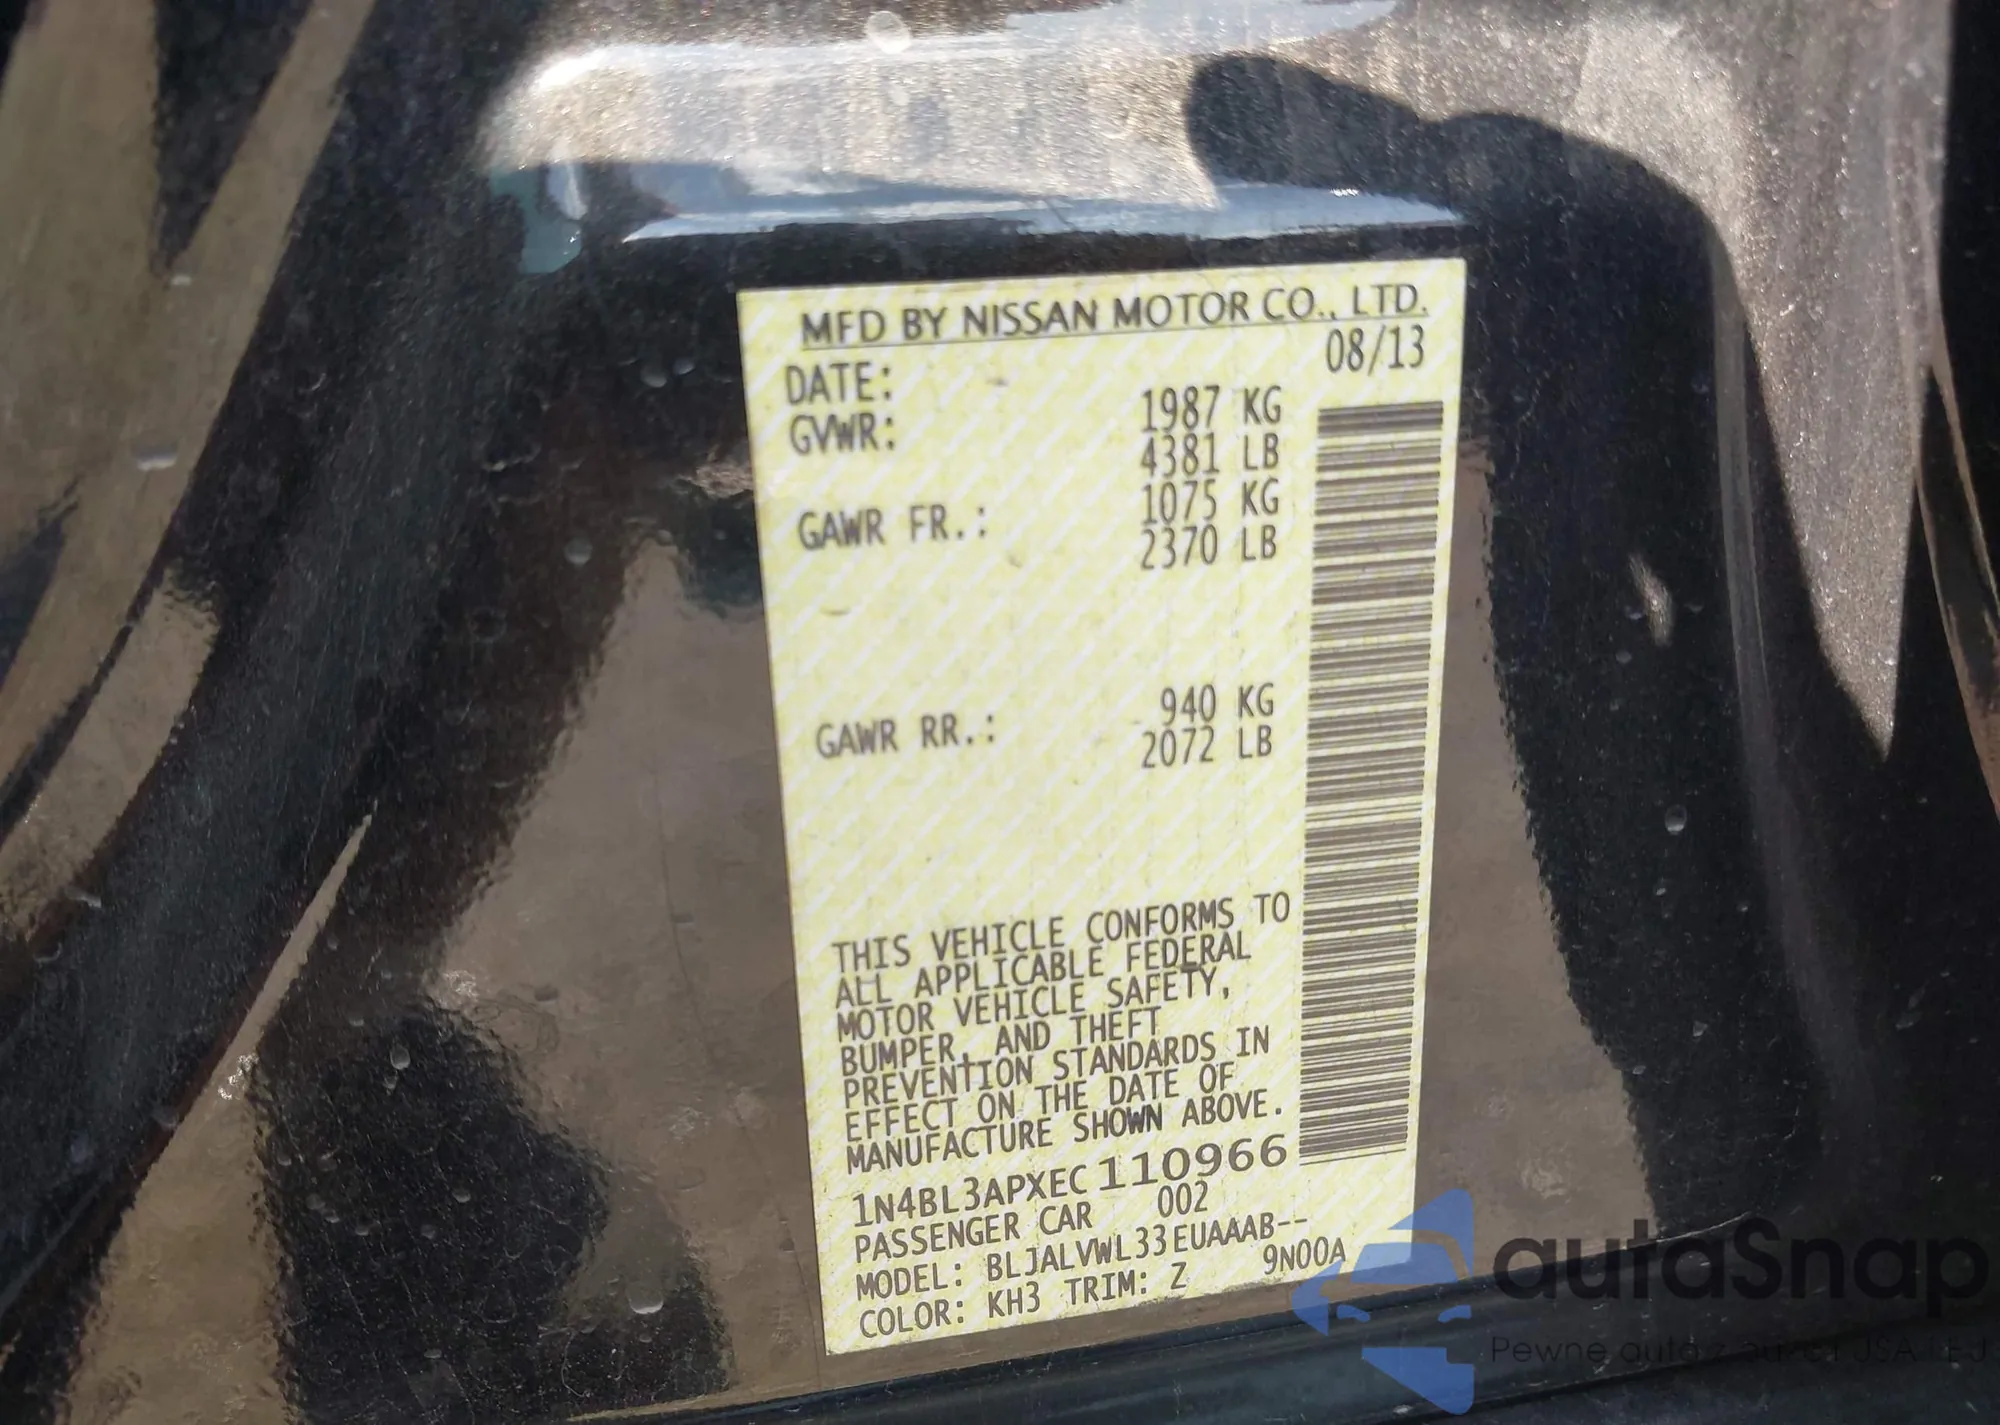 MFD BY NISSAN MOTOR CO., LTD.
DATE: 08/13
GVWR: 1987 KG
4381 LB
GAWR FR.: 1075 KG
2370 LB
GAWR RR.: 940 KG
2072 LB
THIS VEHICLE CONFORMS TO
ALL APPLICABLE FEDERAL
MOTOR VEHICLE SAFETY,
BUMPER, AND THEFT
PREVENTION STANDARDS IN
EFFECT ON THE DATE OF
MANUFACTURE SHOWN ABOVE.
1N4BL3APXEC110966
PASSENGER CAR 002
MODEL: BLJALVWL33EUAAAB--
COLOR: KH3 TRIM: Z 9N00A
autaSnap
Pewne auta z